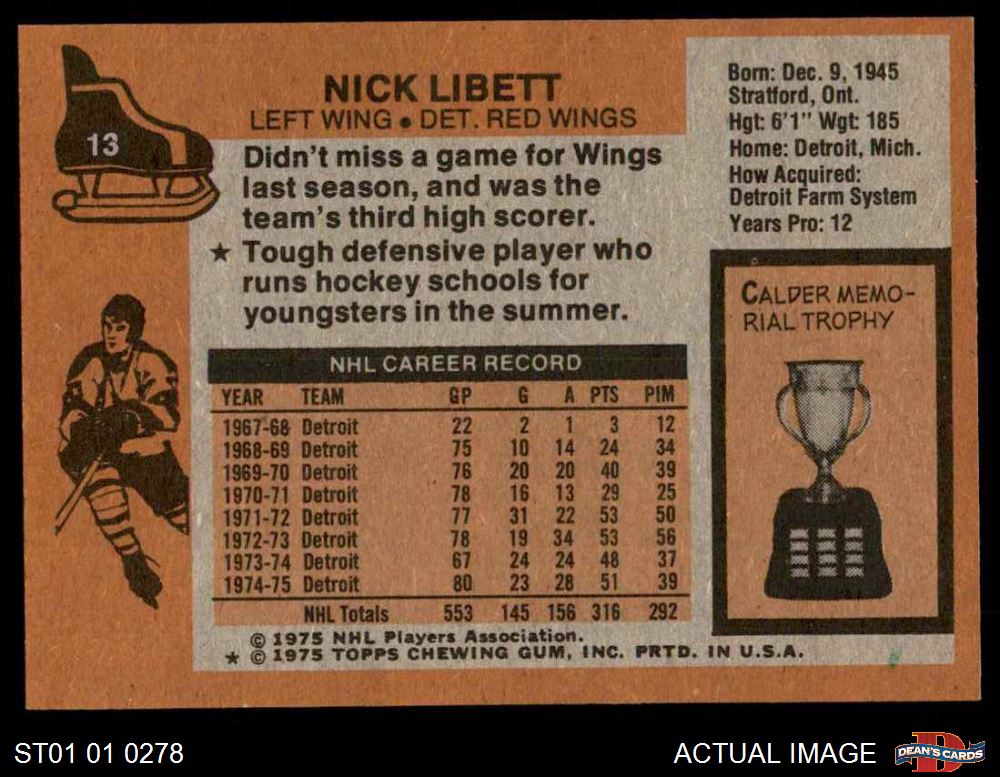 13
NICK LIBETT
LEFT WING • DET. RED WINGS
Didn't miss a game for Wings
last season, and was the
team's third high scorer.
★ Tough defensive player who
runs hockey schools for
youngsters in the summer.
Born: Dec. 9, 1945
Stratford, Ont.
Hgt: 6'1" Wgt: 185
Home: Detroit, Mich.
How Acquired:
Detroit Farm System
Years Pro: 12
CALDER MEMO-
RIAL TROPHY
NHL CAREER RECORD
YEAR TEAM GP G A PTS PIM
1967-68 Detroit 22 2 1 3 12
1968-69 Detroit 75 10 14 24 34
1969-70 Detroit 76 20 20 40 39
1970-71 Detroit 78 16 13 29 25
1971-72 Detroit 77 31 22 53 50
1972-73 Detroit 78 19 34 53 56
1973-74 Detroit 67 24 24 48 37
1974-75 Detroit 80 23 28 51 39
NHL Totals 553 145 156 316 292
© 1975 NHL Players Association.
★ © 1975 TOPPS CHEWING GUM, INC. PRTD. IN U.S.A.
ST01 01 0278
ACTUAL IMAGE
D
DEAN'S CARDS